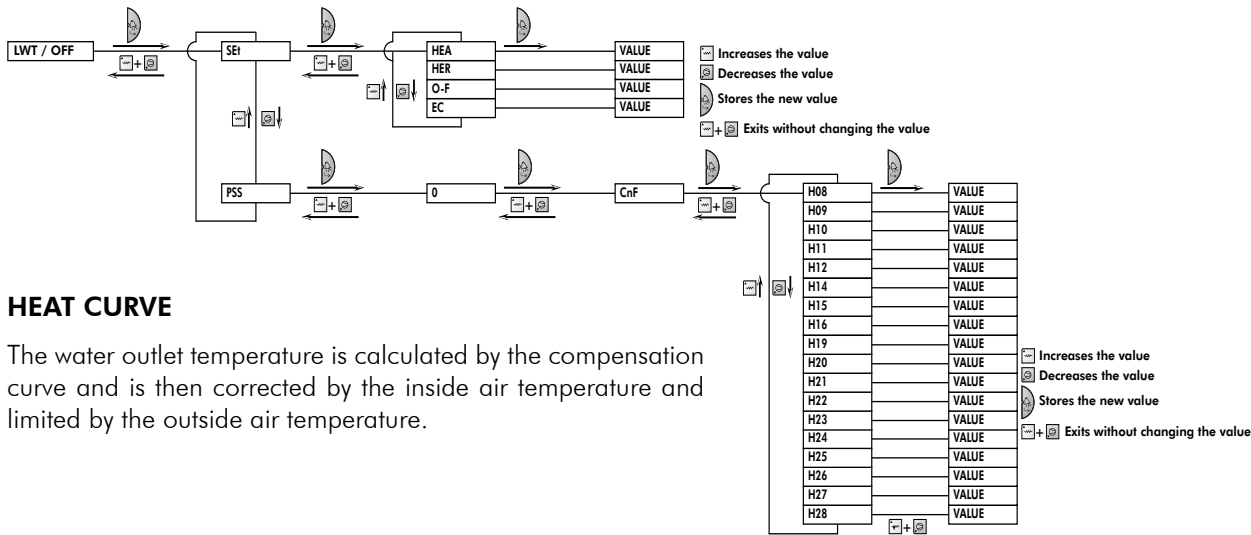 LWT / OFF
SEt
HEA
VALUE
HER
VALUE
O-F
VALUE
EC
VALUE
Increases the value
Decreases the value
Stores the new value
+ Exits without changing the value
+
+
PSS
0
CnF
+
+
+
H08
VALUE
H09
VALUE
H10
VALUE
H11
VALUE
H12
VALUE
H14
VALUE
H15
VALUE
H16
VALUE
H19
VALUE
H20
VALUE
H21
VALUE
H22
VALUE
H23
VALUE
H24
VALUE
H25
VALUE
H26
VALUE
H27
VALUE
H28
VALUE
+
Increases the value
Decreases the value
Stores the new value
+ Exits without changing the value
HEAT CURVE
The water outlet temperature is calculated by the compensation
curve and is then corrected by the inside air temperature and
limited by the outside air temperature.